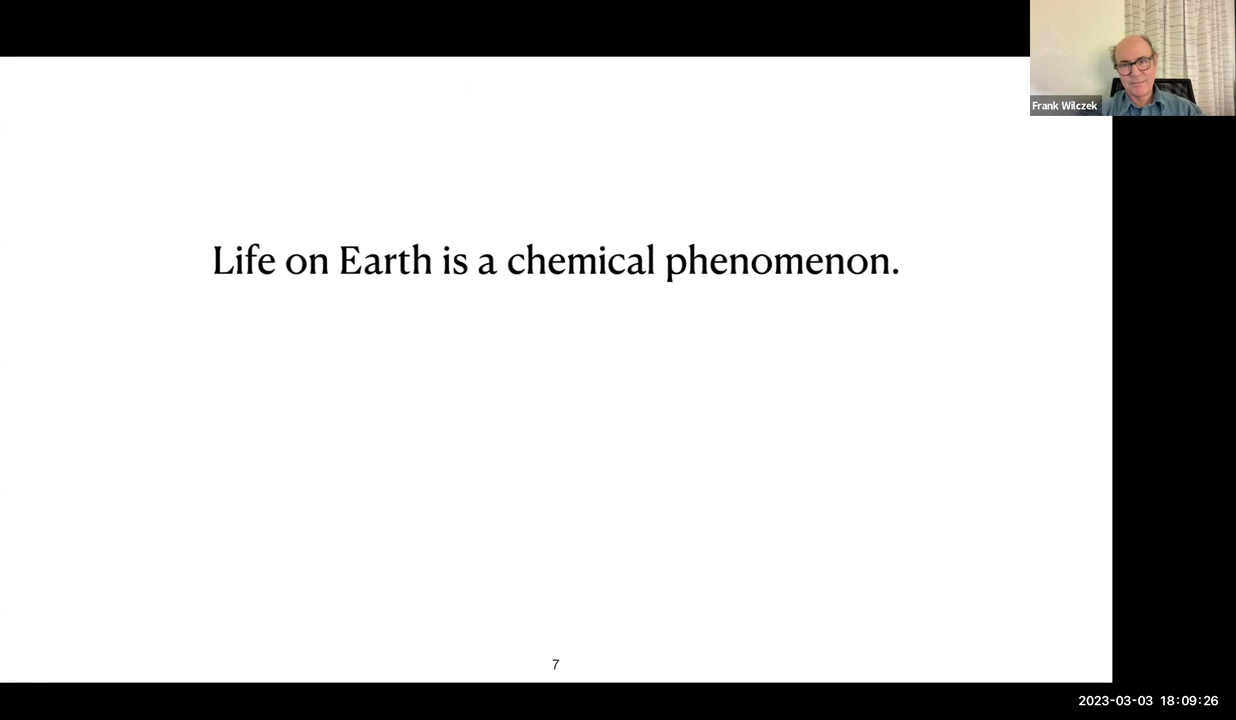 Frank Wilczek
Life on Earth is a chemical phenomenon.
7
2023-03-03 18:09:26